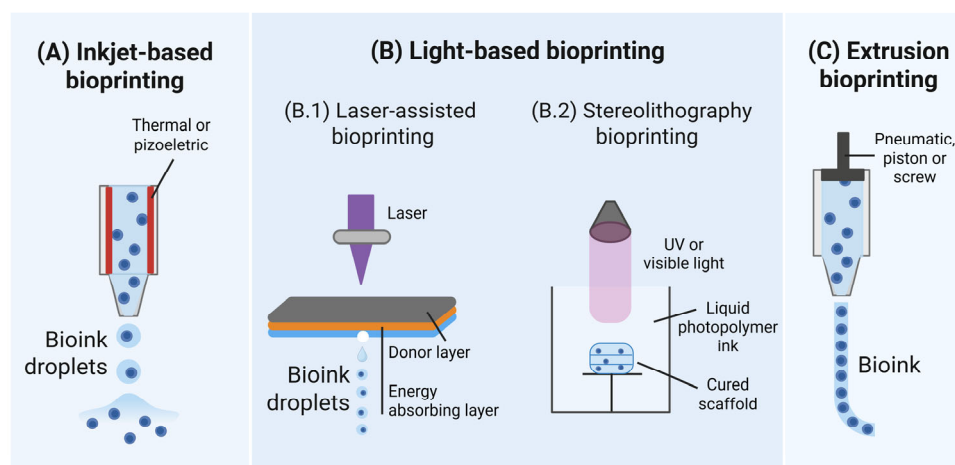 (A) Inkjet-based
bioprinting
Thermal or
pizoeletric
Bioink
droplets
(B) Light-based bioprinting
(B.1) Laser-assisted
bioprinting
Laser
Donor layer
Energy
absorbing layer
Bioink
droplets
(B.2) Stereolithography
bioprinting
UV or
visible light
Liquid
photopolymer
ink
Cured
scaffold
(C) Extrusion
bioprinting
Pneumatic,
piston or
screw
Bioink